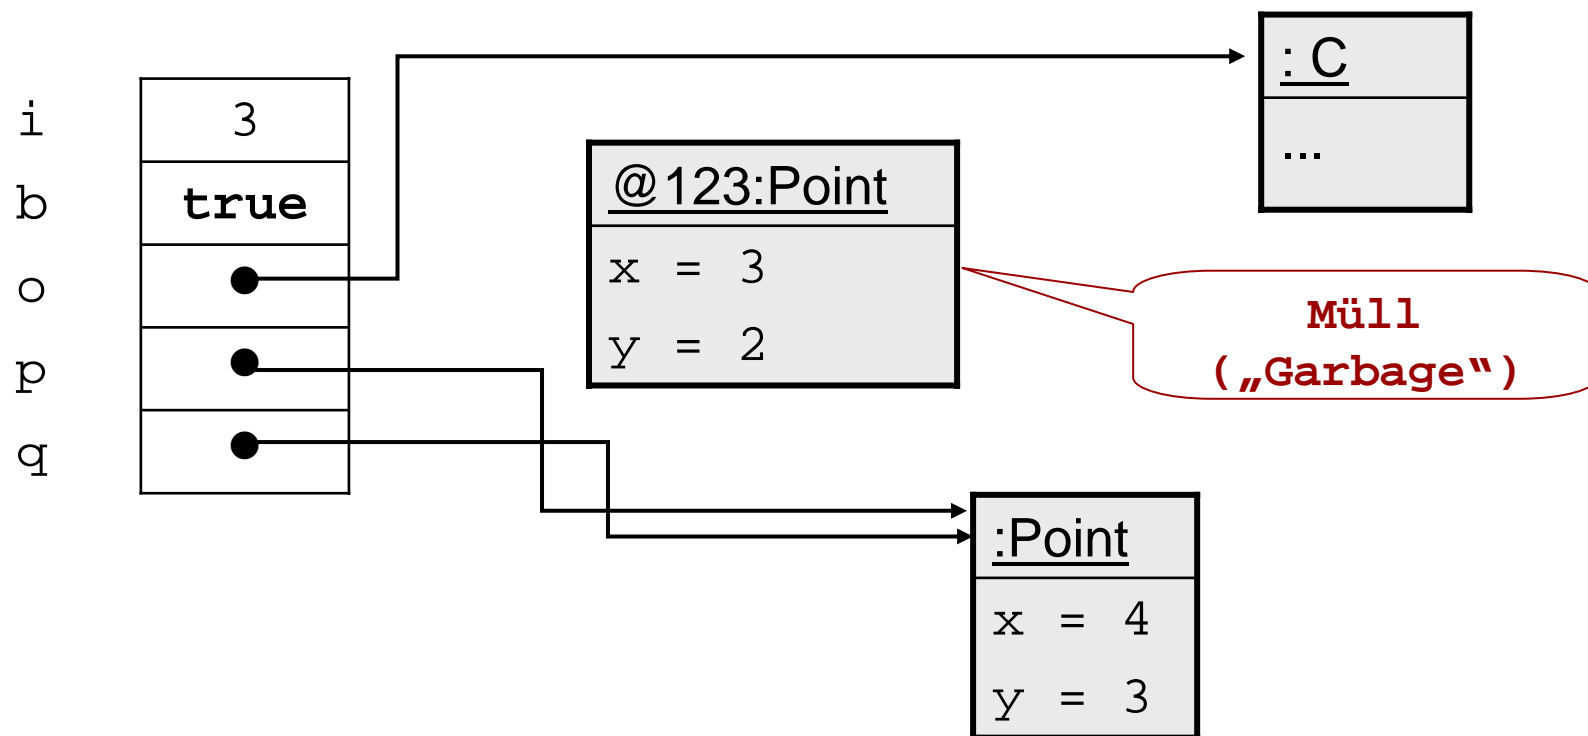 i 3
b true
o
p
q
@123:Point
x = 3
y = 2
: C
...
Müll
(„Garbage“)
:Point
x = 4
y = 3